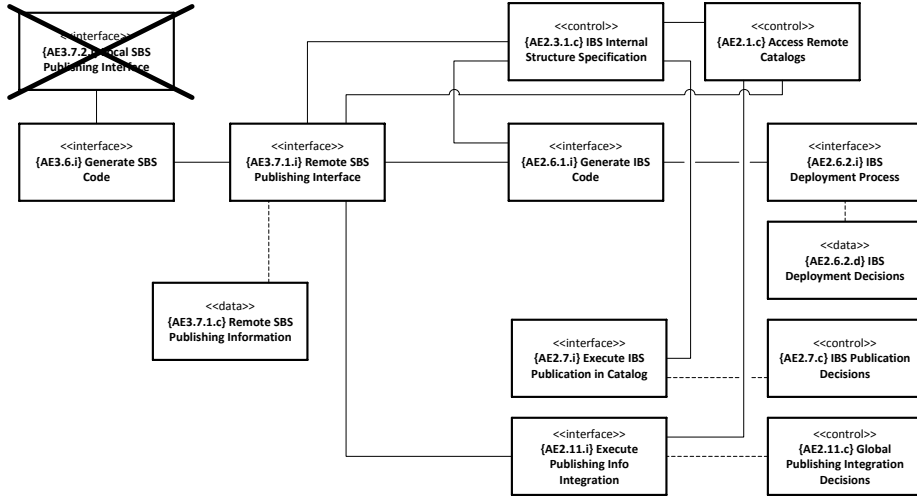 <<interface>>
{AE3.7.2.i} Local SBS
Publishing Interface
<<control>>
{AE2.3.1.c} IBS Internal
Structure Specification
<<control>>
{AE2.1.c} Access Remote
Catalogs
<<interface>>
{AE3.6.i} Generate SBS
Code
<<interface>>
{AE3.7.1.i} Remote SBS
Publishing Interface
<<interface>>
{AE2.6.1.i} Generate IBS
Code
<<interface>>
{AE2.6.2.i} IBS
Deployment Process
<<data>>
{AE2.6.2.d} IBS
Deployment Decisions
<<data>>
{AE3.7.1.c} Remote SBS
Publishing Information
<<interface>>
{AE2.7.i} Execute IBS
Publication in Catalog
<<control>>
{AE2.7.c} IBS Publication
Decisions
<<interface>>
{AE2.11.i} Execute
Publishing Info
Integration
<<control>>
{AE2.11.c} Global
Publishing Integration
Decisions